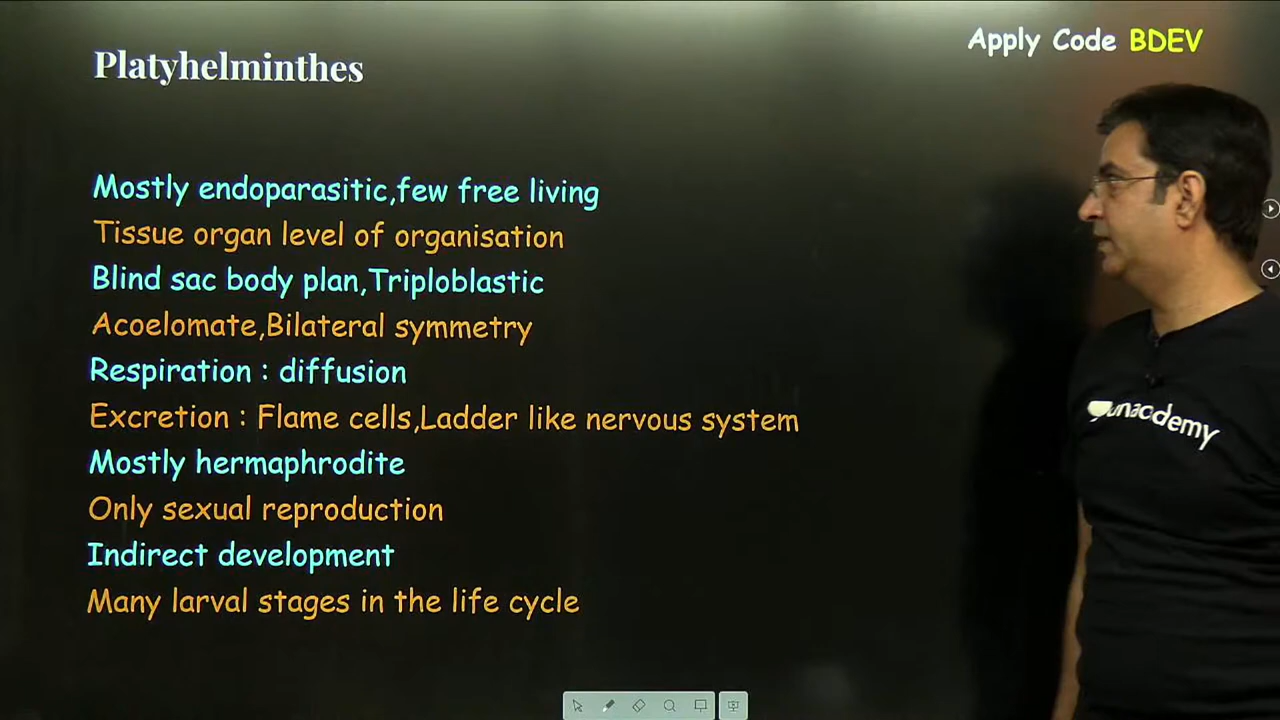 Platyhelminthes
Apply Code BDEV
Mostly endoparasitic,few free living
Tissue organ level of organisation
Blind sac body plan,Triploblastic
Acoelomate,Bilateral symmetry
Respiration : diffusion
Excretion : Flame cells,Ladder like nervous system
Mostly hermaphrodite
Only sexual reproduction
Indirect development
Many larval stages in the life cycle
unacademy